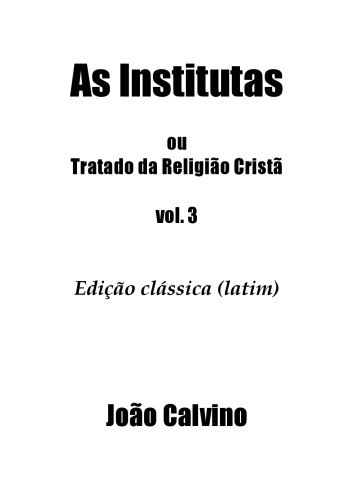 As Institutas
ou
Tratado da Religião Cristã
vol. 3
Edição clássica (latim)
João Calvino